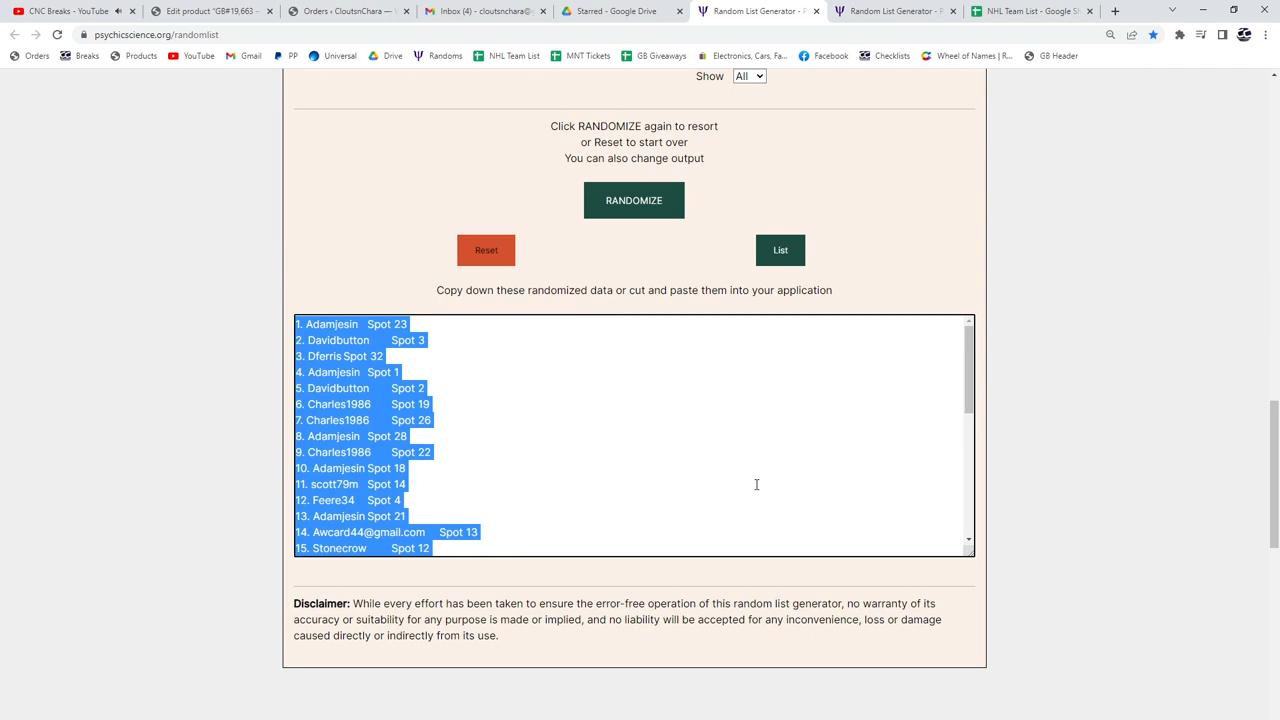 CNC Breaks - YouTube
Edit product "GB#19,663
Orders ‹ CloutsnChara —
Inbox (4) - cloutsnchara@
Starred - Google Drive
Random List Generator - P
Random List Generator - P
NHL Team List - Google Sh
psychicscience.org/randomlist
Orders
Breaks
Products
YouTube
Gmail
PP
Universal
Drive
Randoms
NHL Team List
MNT Tickets
GB Giveaways
Electronics, Cars, Fa...
Facebook
Checklists
Wheel of Names | R...
GB Header
Show All
Click RANDOMIZE again to resort
or Reset to start over
You can also change output
RANDOMIZE
Reset
List
Copy down these randomized data or cut and paste them into your application
1. Adamjesin Spot 23
2. Davidbutton Spot 3
3. Dferris Spot 32
4. Adamjesin Spot 1
5. Davidbutton Spot 2
6. Charles1986 Spot 19
7. Charles1986 Spot 26
8. Adamjesin Spot 28
9. Charles1986 Spot 22
10. Adamjesin Spot 18
11. scott79m Spot 14
12. Feere34 Spot 4
13. Adamjesin Spot 21
14. Awcard44@gmail.com Spot 13
15. Stonecrow Spot 12
Disclaimer: While every effort has been taken to ensure the error-free operation of this random list generator, no warranty of its
accuracy or suitability for any purpose is made or implied, and no liability will be accepted for any inconvenience, loss or damage
caused directly or indirectly from its use.